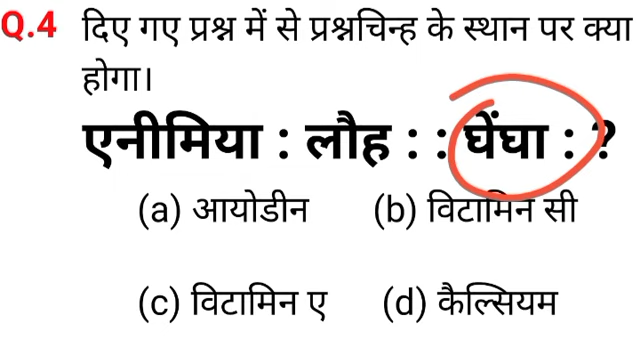 Q.4 दिए गए प्रश्न में से प्रश्नचिन्ह के स्थान पर क्या
होगा।
एनीमिया : लौह : : घेंघा : ?
(a) आयोडीन (b) विटामिन सी
(c) विटामिन ए (d) कैल्सियम